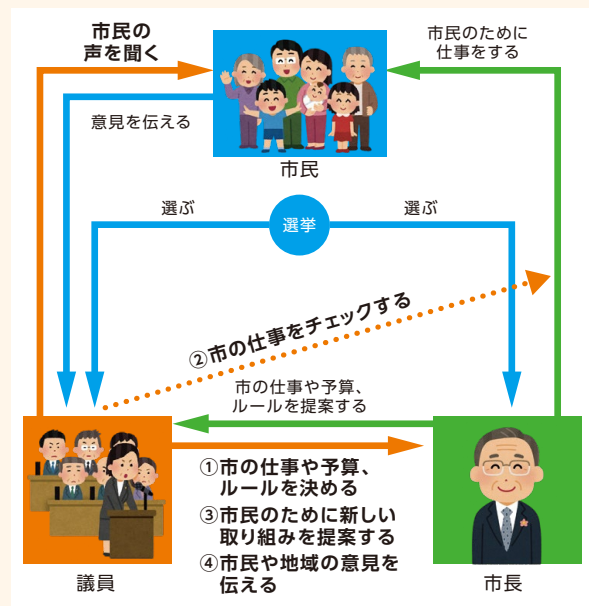 市民の
声を聞く
市民のために
仕事をする
意見を伝える
市民
選ぶ
選挙
選ぶ
②市の仕事をチェックする
市の仕事や予算、
ルールを提案する
①市の仕事や予算、
ルールを決める
③市民のために新しい
取り組みを提案する
④市民や地域の意見を
伝える
議員
市長